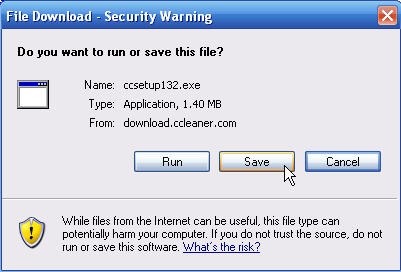 File Download - Security Warning
Do you want to run or save this file?
Name: ccsetup132.exe
Type: Application, 1.40 MB
From: download.ccleaner.com
Run Save Cancel
While files from the Internet can be useful, this file type can
potentially harm your computer. If you do not trust the source, do not
run or save this software. What's the risk?